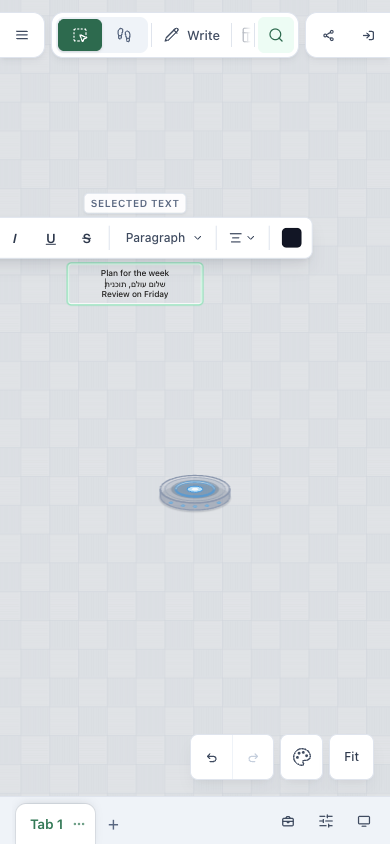 Write
SELECTED TEXT
I U S Paragraph
Plan for the week
שלום עולם, תוכנית
Review on Friday
Fit
Tab 1